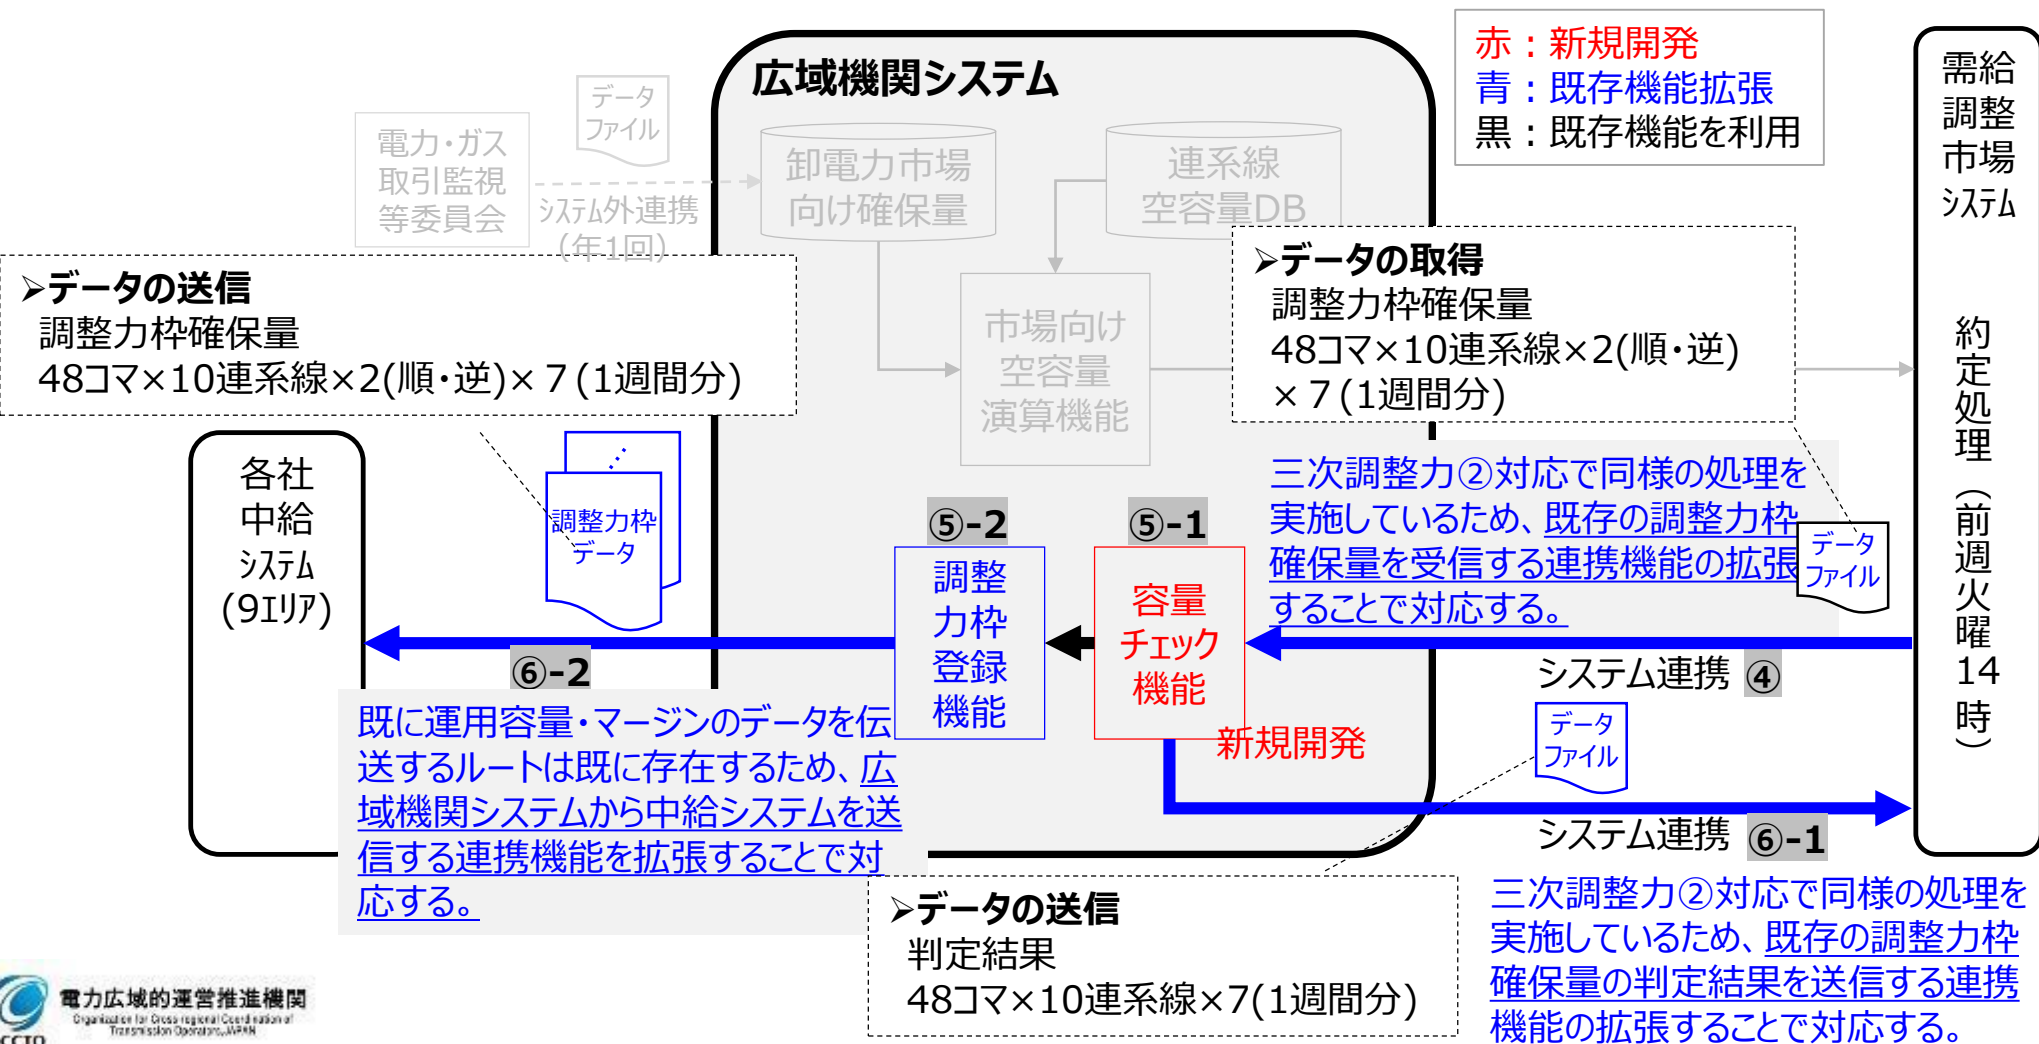 広域機関システム
赤：新規開発
青：既存機能拡張
黒：既存機能を利用
需給
調整
市場
システム
約定処理（前週火曜14時）
データ
ファイル
電力・ガス
取引監視
等委員会
システム外連携
（年1回）
卸電力市場
向け確保量
連系線
空容量DB
市場向け
空容量
演算機能
➢データの送信
調整力枠確保量
48コマ×10連系線×2(順・逆)×７(1週間分)
➢データの取得
調整力枠確保量
48コマ×10連系線×2(順・逆)
×７(1週間分)
各社
中給
システム
(9エリア)
⋰
調整力枠
データ
⑤-2
⑤-1
調整
力枠
登録
機能
容量
チェック
機能
新規開発
三次調整力②対応で同様の処理を
実施しているため、既存の調整力枠
確保量を受信する連携機能の拡張
することで対応する。
データ
ファイル
システム連携 ④
⑥-2
既に運用容量・マージンのデータを伝
送するルートは既に存在するため、広
域機関システムから中給システムを送
信する連携機能を拡張することで対
応する。
データ
ファイル
システム連携 ⑥-1
➢データの送信
判定結果
48コマ×10連系線×7(1週間分)
三次調整力②対応で同様の処理を
実施しているため、既存の調整力枠
確保量の判定結果を送信する連携
機能の拡張することで対応する。
電力広域的運営推進機関
Organization for Cross-regional Coordination of
Transmission Operators, JAPAN